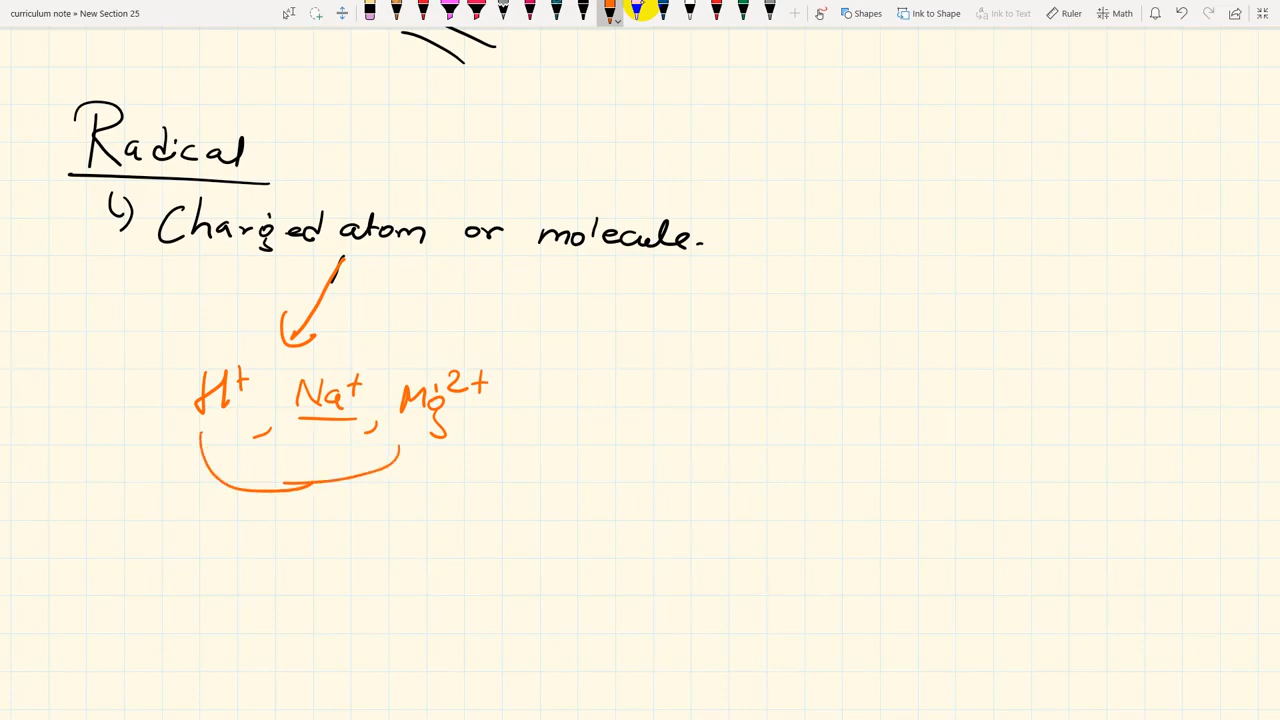 curriculum note » New Section 25
Shapes Ink to Shape Ink to Text Ruler Math
Radical
Charged atom or molecule.
H⁺, Na⁺, Mg²⁺